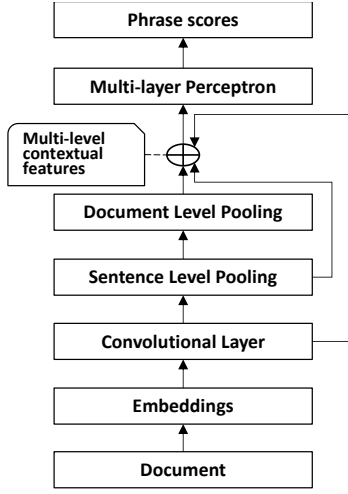 Phrase scores
Multi-layer Perceptron
Multi-level
contextual
features
Document Level Pooling
Sentence Level Pooling
Convolutional Layer
Embeddings
Document